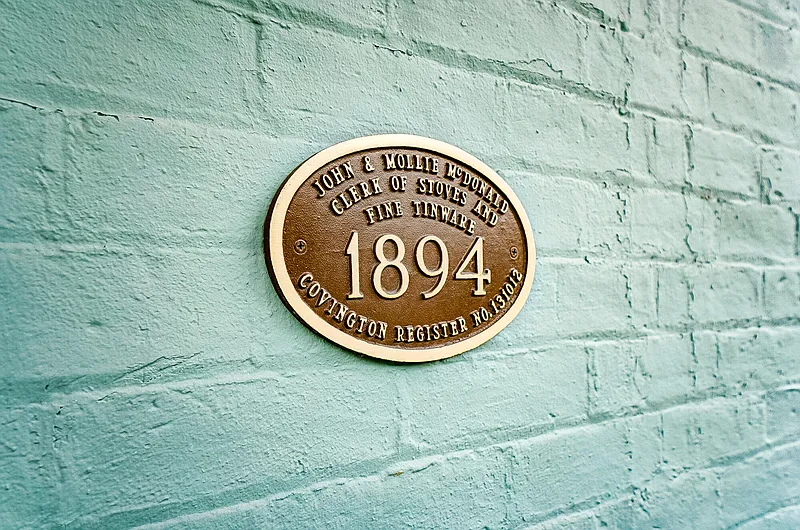 JOHN & MOLLIE McDONALD
CLERK OF STOVES AND
FINE TINWARE
1894
COVINGTON REGISTER NO. 131012